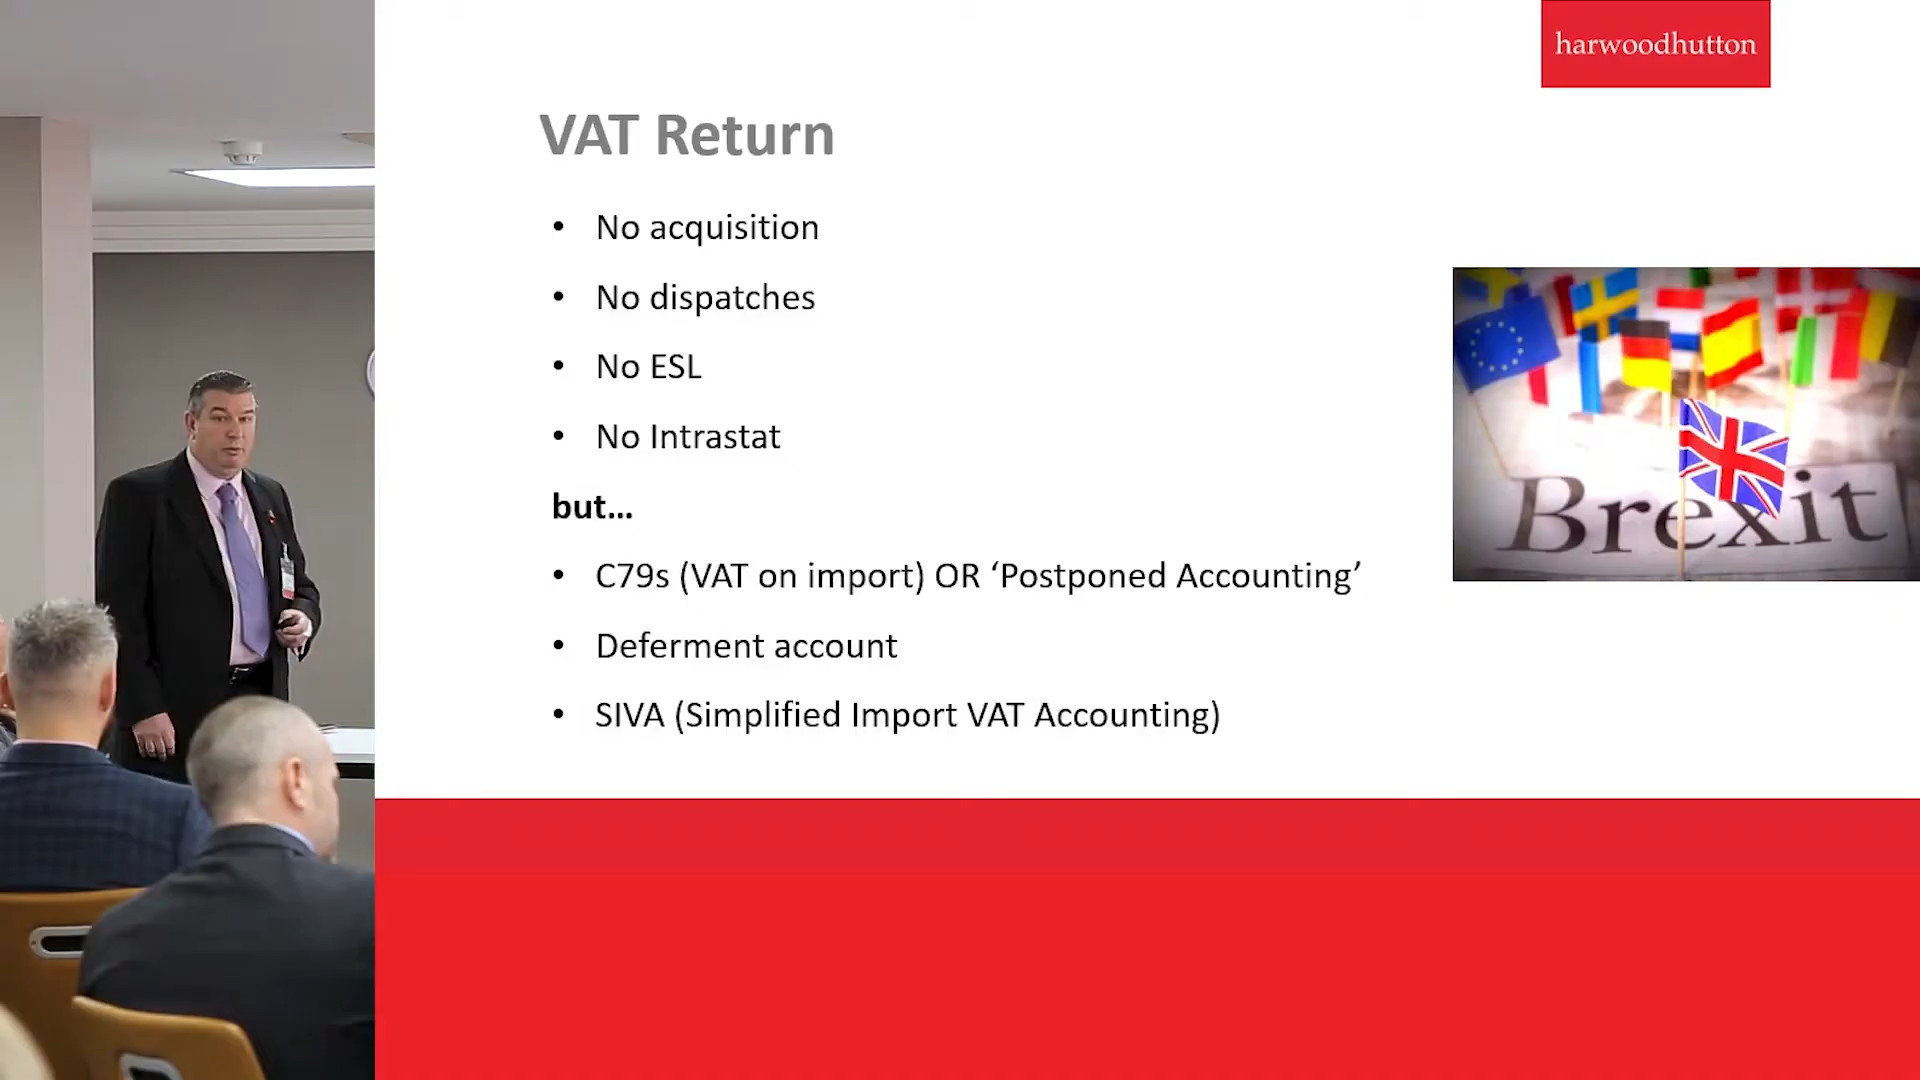 harwoodhutton
VAT Return
• No acquisition
• No dispatches
• No ESL
• No Intrastat
but...
• C79s (VAT on import) OR ‘Postponed Accounting’
• Deferment account
• SIVA (Simplified Import VAT Accounting)
Brexit